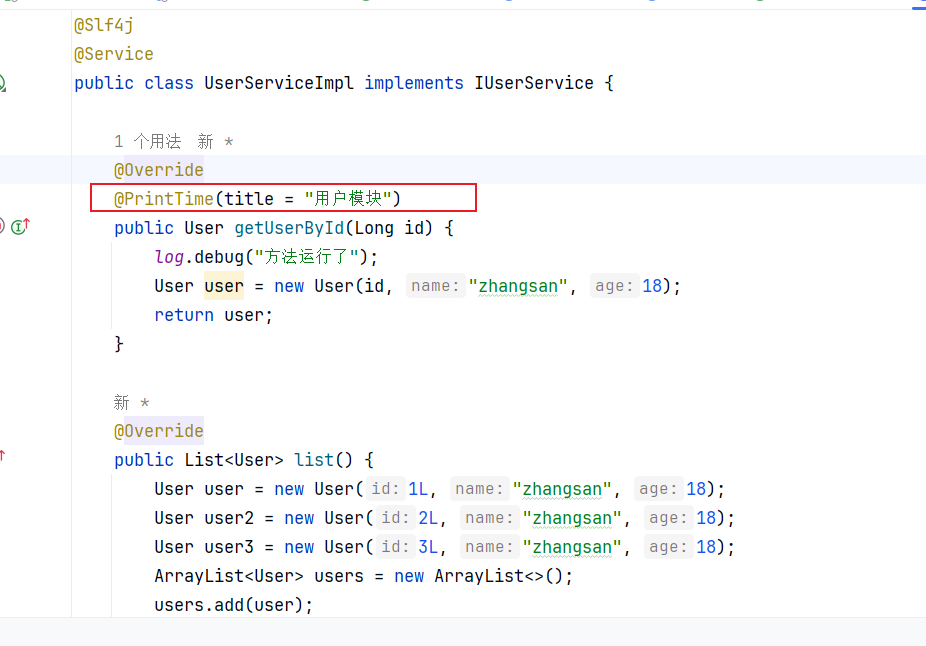 @Slf4j
@Service
public class UserServiceImpl implements IUserService {
1 个用法 新 *
@Override
@PrintTime(title = "用户模块")
public User getUserById(Long id) {
log.debug("方法运行了");
User user = new User(id, name: "zhangsan", age: 18);
return user;
}
新 *
@Override
public List<User> list() {
User user = new User( id: 1L, name: "zhangsan", age: 18);
User user2 = new User( id: 2L, name: "zhangsan", age: 18);
User user3 = new User( id: 3L, name: "zhangsan", age: 18);
ArrayList<User> users = new ArrayList<>();
users.add(user);